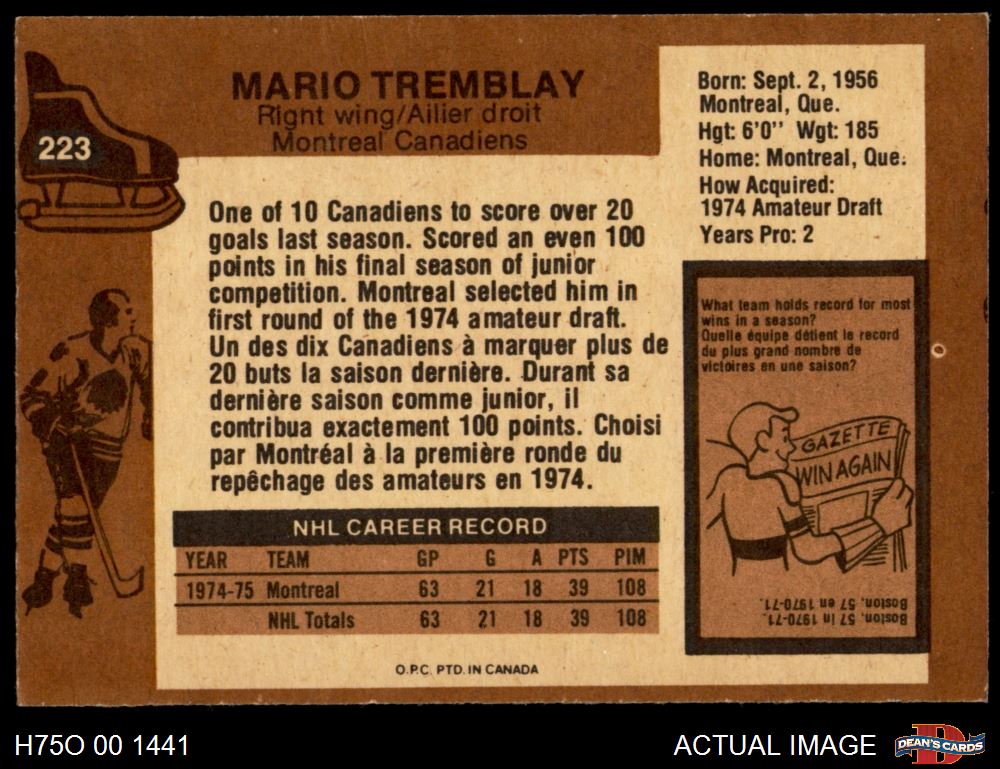 223
MARIO TREMBLAY
Right wing/Ailier droit
Montreal Canadiens
Born: Sept. 2, 1956
Montreal, Que.
Hgt: 6'0" Wgt: 185
Home: Montreal, Que.
How Acquired:
1974 Amateur Draft
Years Pro: 2
One of 10 Canadiens to score over 20
goals last season. Scored an even 100
points in his final season of junior
competition. Montreal selected him in
first round of the 1974 amateur draft.
Un des dix Canadiens à marquer plus de
20 buts la saison dernière. Durant sa
dernière saison comme junior, il
contribua exactement 100 points. Choisi
par Montréal à la première ronde du
repêchage des amateurs en 1974.
What team holds record for most
wins in a season?
Quelle équipe détient le record
du plus grand nombre de
victoires en une saison?
GAZETTE
WIN AGAIN
Boston, 57 in 1970-71.
Boston, 57 en 1970-71.
NHL CAREER RECORD
YEAR TEAM GP G A PTS PIM
1974-75 Montreal 63 21 18 39 108
NHL Totals 63 21 18 39 108
O.P.C. PTD. IN CANADA
H75O 00 1441
ACTUAL IMAGE
DEAN'S CARDS